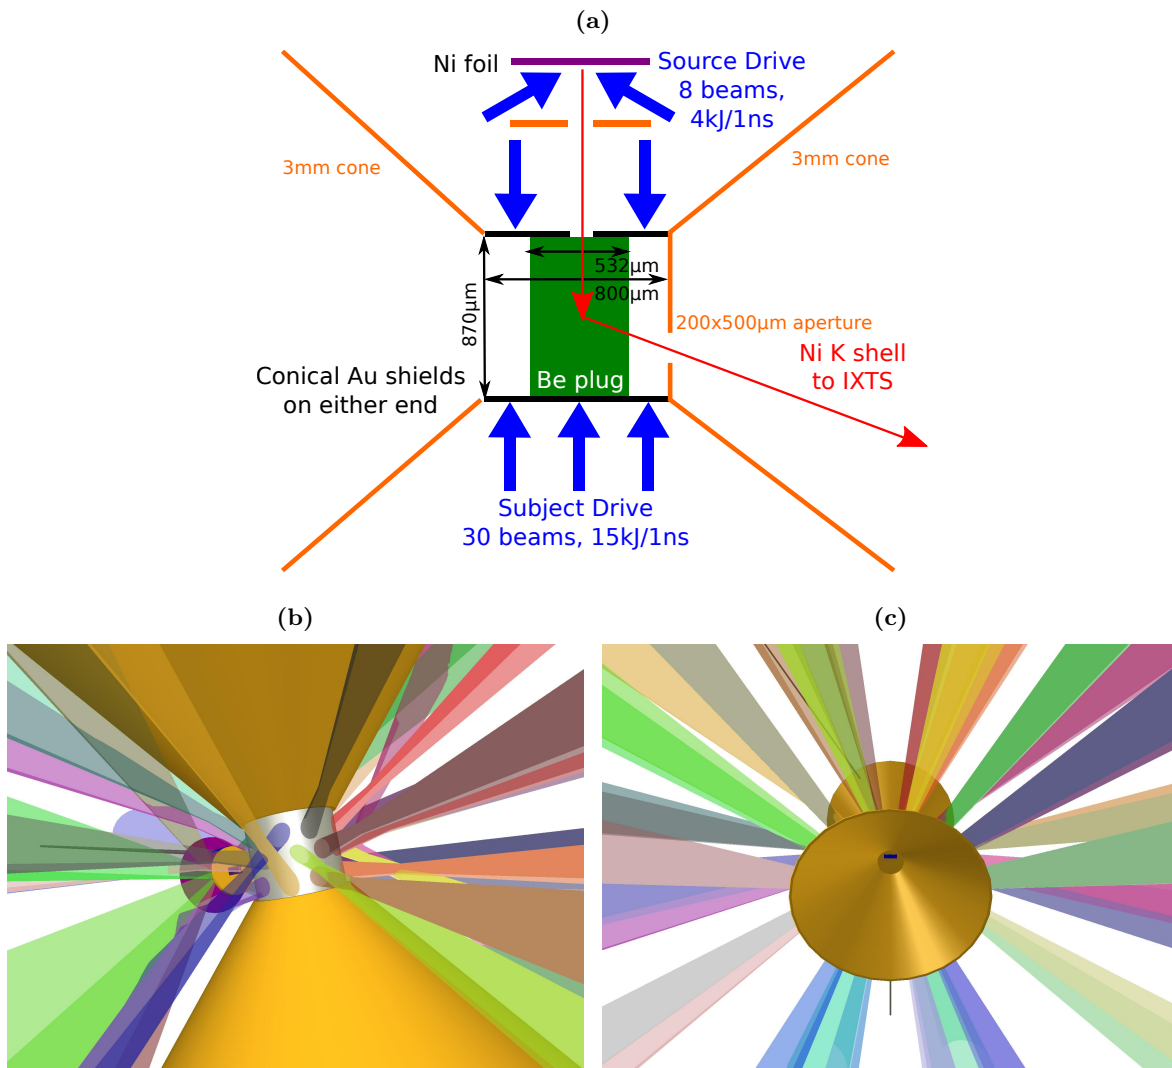 (a)
Ni foil
Source Drive
8 beams,
4kJ/1ns
3mm cone
3mm cone
532μm
800μm
870μm
200x500μm aperture
Ni K shell
to IXTS
Conical Au shields
on either end
Be plug
Subject Drive
30 beams, 15kJ/1ns
(b)
(c)